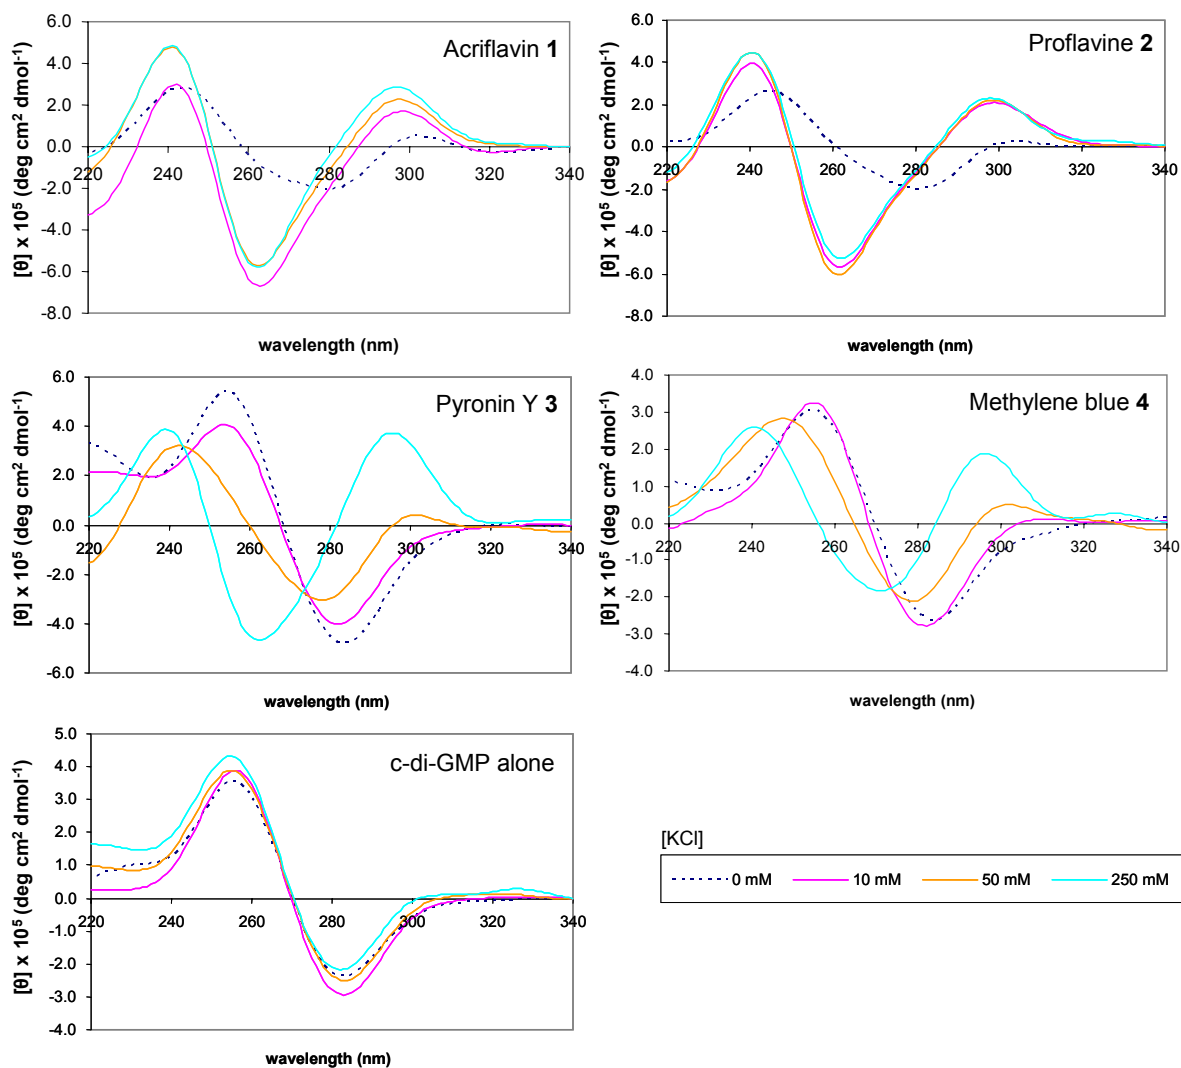 Acriflavin 1
[θ] x 10⁵ (deg cm² dmol⁻¹)
6.0
4.0
2.0
0.0
-2.0
-4.0
-6.0
-8.0
220 240 260 280 300 320 340
wavelength (nm)
Proflavine 2
[θ] x 10⁵ (deg cm² dmol⁻¹)
6.0
4.0
2.0
0.0
-2.0
-4.0
-6.0
-8.0
220 240 260 280 300 320 340
wavelength (nm)
Pyronin Y 3
[θ] x 10⁵ (deg cm² dmol⁻¹)
6.0
4.0
2.0
0.0
-2.0
-4.0
-6.0
220 240 260 280 300 320 340
wavelength (nm)
Methylene blue 4
[θ] x 10⁵ (deg cm² dmol⁻¹)
4.0
3.0
2.0
1.0
0.0
-1.0
-2.0
-3.0
-4.0
220 240 260 280 300 320 340
wavelength (nm)
c-di-GMP alone
[θ] x 10⁵ (deg cm² dmol⁻¹)
5.0
4.0
3.0
2.0
1.0
0.0
-1.0
-2.0
-3.0
-4.0
220 240 260 280 300 320 340
wavelength (nm)
[KCl]
0 mM 10 mM 50 mM 250 mM